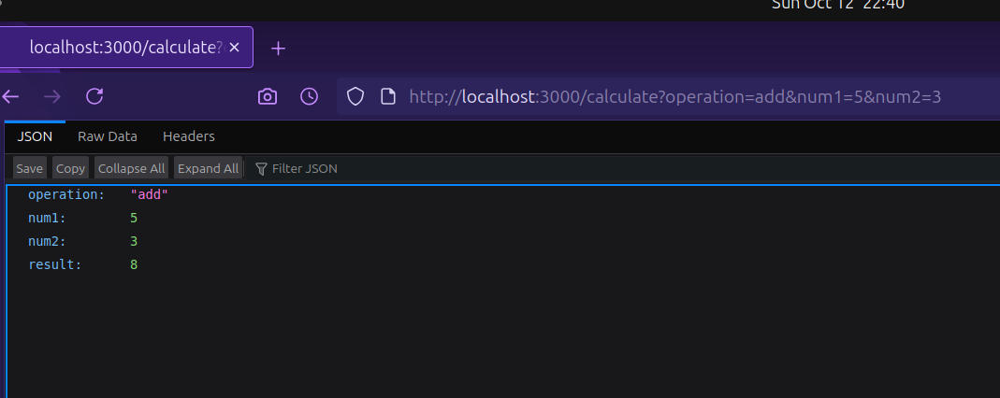 Sun Oct 12 22:40
localhost:3000/calculate?
http://localhost:3000/calculate?operation=add&num1=5&num2=3
JSON Raw Data Headers
Save Copy Collapse All Expand All Filter JSON
operation: "add"
num1: 5
num2: 3
result: 8